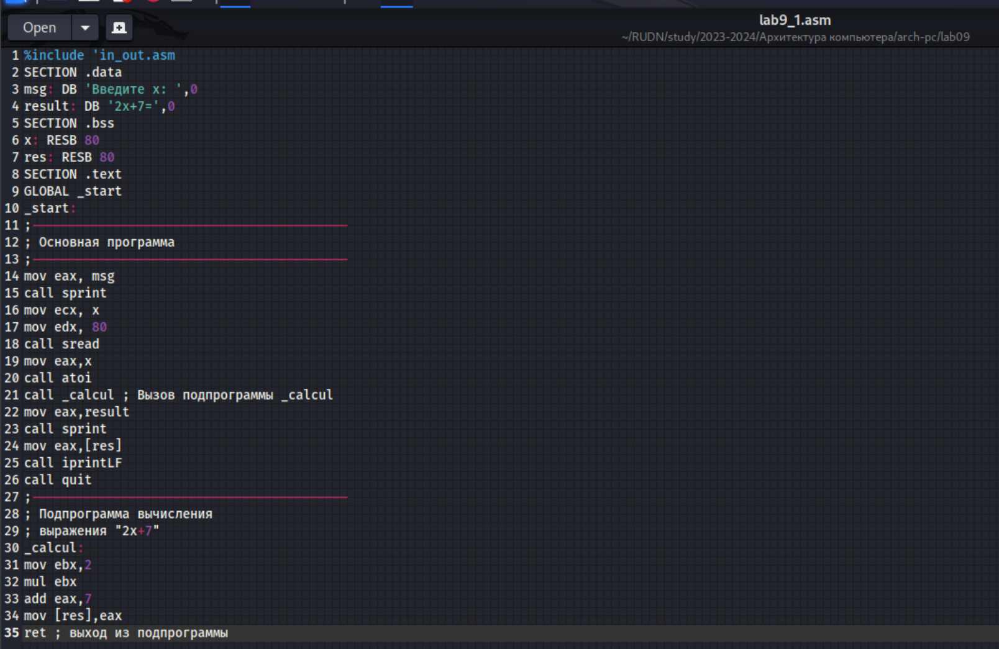 Open
lab9_1.asm
~/RUDN/study/2023-2024/Архитектура компьютера/arch-pc/lab09
1 %include 'in_out.asm
2 SECTION .data
3 msg: DB 'Введите x: ',0
4 result: DB '2x+7=',0
5 SECTION .bss
6 x: RESB 80
7 res: RESB 80
8 SECTION .text
9 GLOBAL _start
10 _start:
11 ;------------------------------------------
12 ; Основная программа
13 ;------------------------------------------
14 mov eax, msg
15 call sprint
16 mov ecx, x
17 mov edx, 80
18 call sread
19 mov eax,x
20 call atoi
21 call _calcul ; Вызов подпрограммы _calcul
22 mov eax,result
23 call sprint
24 mov eax,[res]
25 call iprintLF
26 call quit
27 ;------------------------------------------
28 ; Подпрограмма вычисления
29 ; выражения "2x+7"
30 _calcul:
31 mov ebx,2
32 mul ebx
33 add eax,7
34 mov [res],eax
35 ret ; выход из подпрограммы